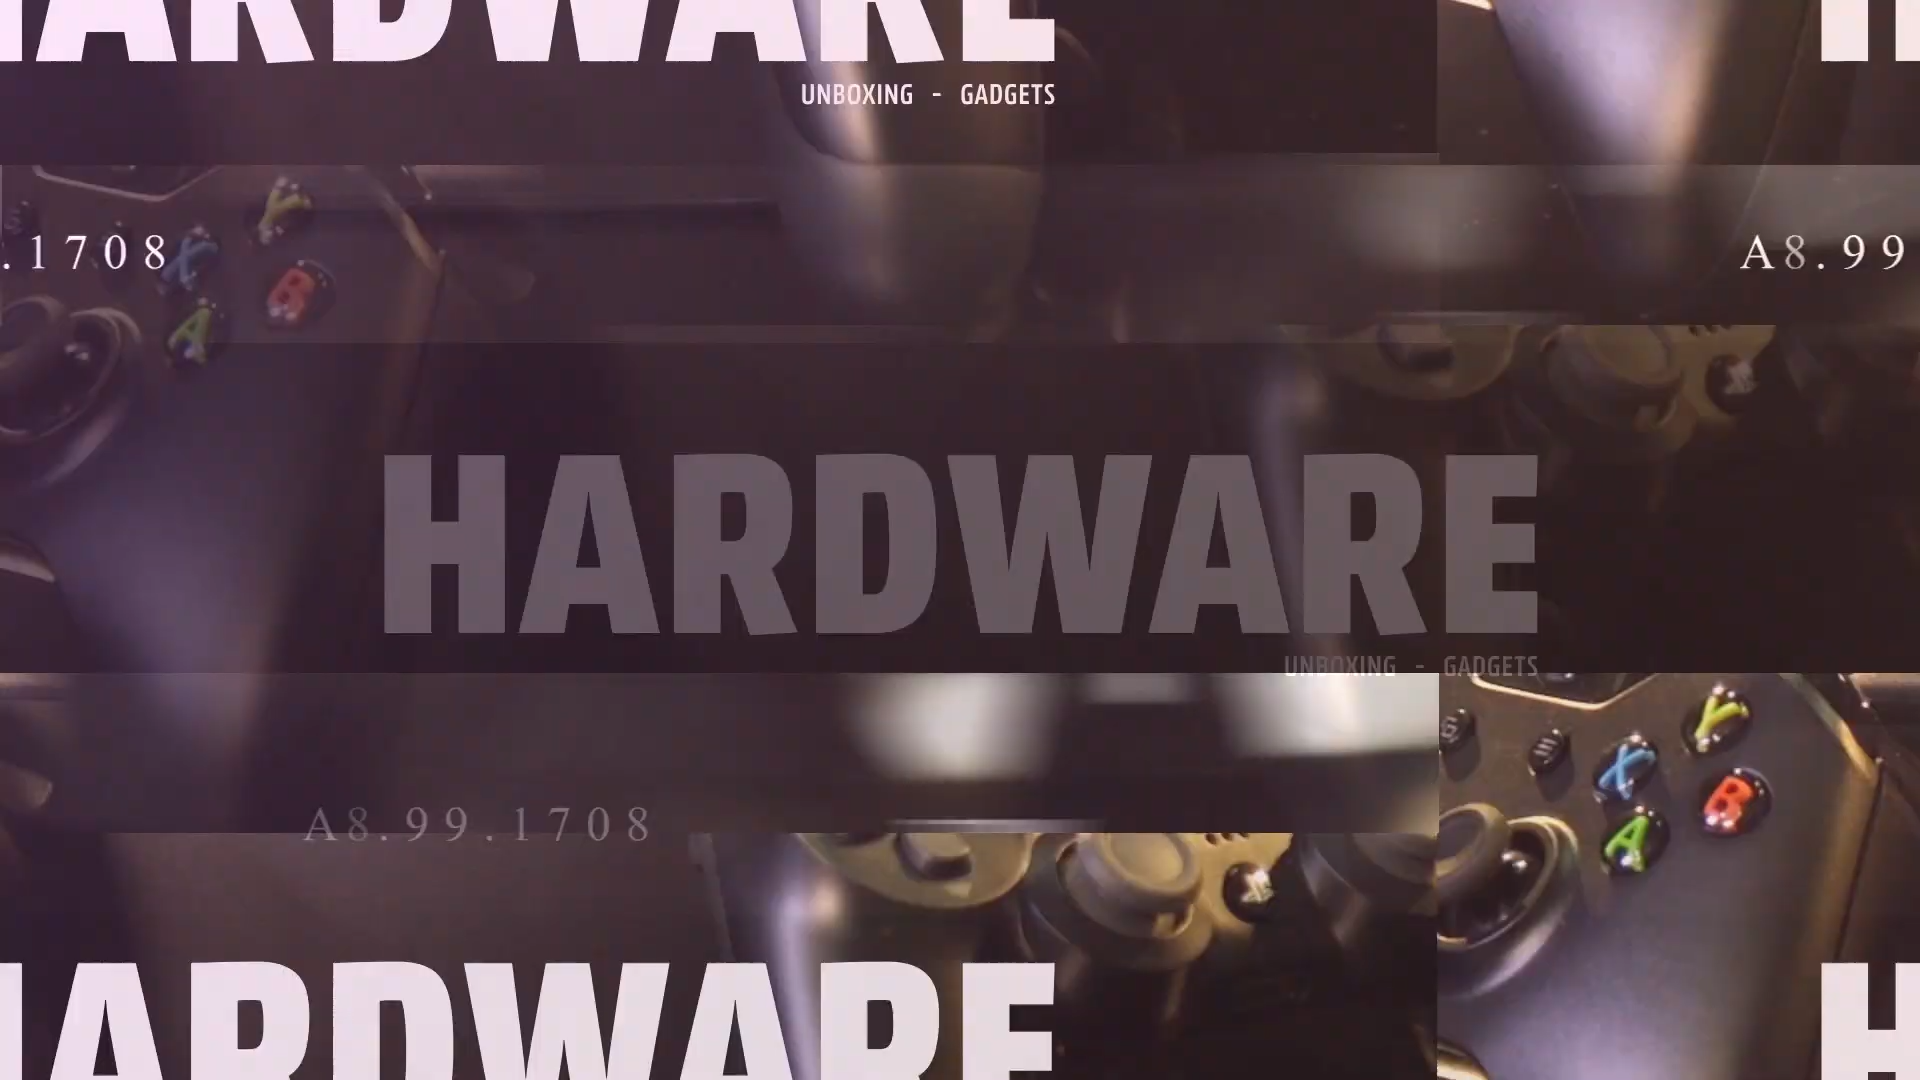 HARDWARE
H
UNBOXING - GADGETS
Y
.1708
X
A8.99
B
A
HARDWARE
UNBOXING - GADGETS
Y
X
B
A8.99.1708
A
HARDWARE
H